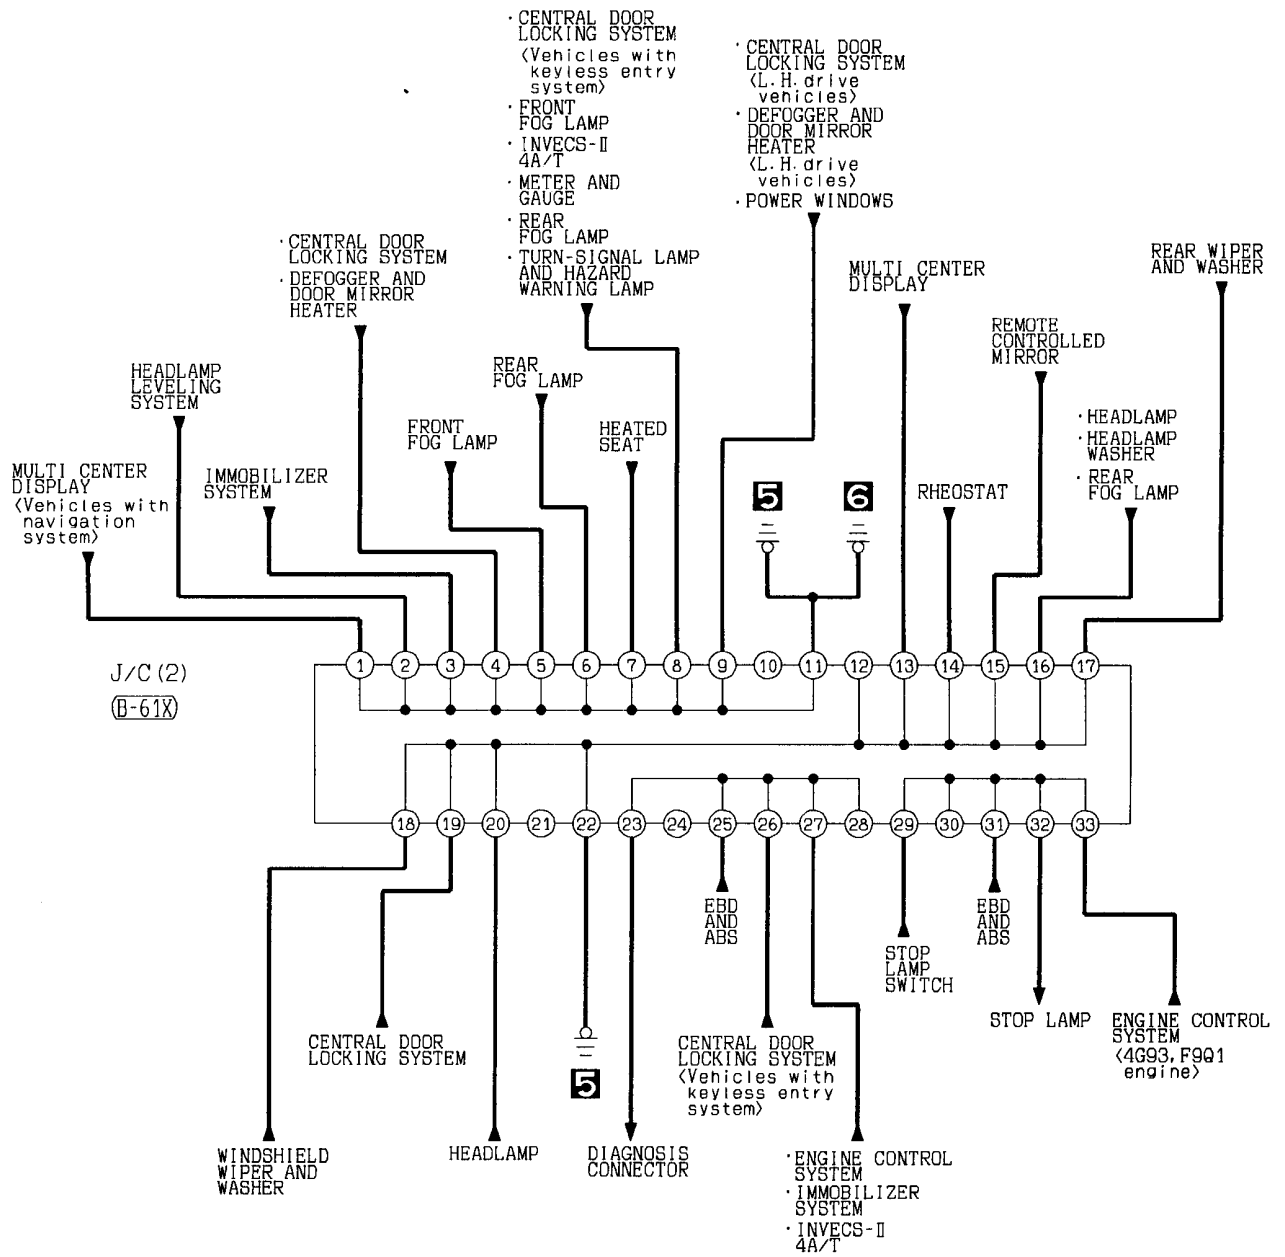 · CENTRAL DOOR
LOCKING SYSTEM
<Vehicles with
keyless entry
system>
· FRONT
FOG LAMP
· INVECS-Ⅱ
4A/T
· METER AND
GAUGE
· REAR
FOG LAMP
· TURN-SIGNAL LAMP
AND HAZARD
WARNING LAMP
· CENTRAL DOOR
LOCKING SYSTEM
<L.H.drive
vehicles>
· DEFOGGER AND
DOOR MIRROR
HEATER
<L.H.drive
vehicles>
· POWER WINDOWS
· CENTRAL DOOR
LOCKING SYSTEM
· DEFOGGER AND
DOOR MIRROR
HEATER
MULTI CENTER
DISPLAY
REAR WIPER
AND WASHER
REMOTE
CONTROLLED
MIRROR
HEADLAMP
LEVELING
SYSTEM
REAR
FOG LAMP
FRONT
FOG LAMP
HEATED
SEAT
· HEADLAMP
· HEADLAMP
WASHER
· REAR
FOG LAMP
MULTI CENTER
DISPLAY
<Vehicles with
navigation
system>
IMMOBILIZER
SYSTEM
5
6
RHEOSTAT
J/C(2)
B-61X
1 2 3 4 5 6 7 8 9 10 11 12 13 14 15 16 17
18 19 20 21 22 23 24 25 26 27 28 29 30 31 32 33
EBD
AND
ABS
STOP
LAMP
SWITCH
EBD
AND
ABS
STOP LAMP
ENGINE CONTROL
SYSTEM
<4G93,F9Q1
engine>
CENTRAL DOOR
LOCKING SYSTEM
5
CENTRAL DOOR
LOCKING SYSTEM
<Vehicles with
keyless entry
system>
WINDSHIELD
WIPER AND
WASHER
HEADLAMP
DIAGNOSIS
CONNECTOR
· ENGINE CONTROL
SYSTEM
· IMMOBILIZER
SYSTEM
· INVECS-Ⅱ
4A/T